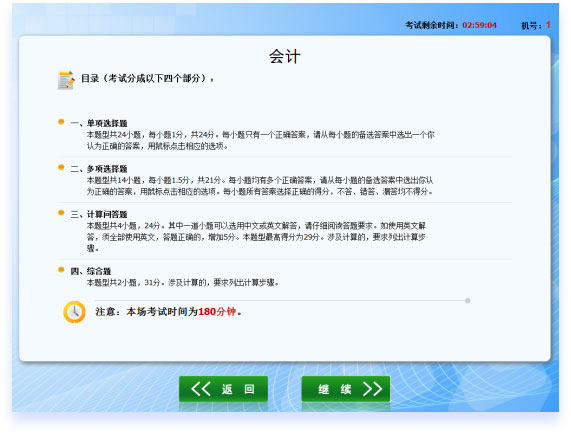 考试剩余时间：02:59:04 机号：1
会计
目录（考试分成以下四个部分），
一、单项选择题
本题型共24小题，每小题1分，共24分。每小题只有一个正确答案，请从每小题的备选答案中选出一个你
认为正确的答案，用鼠标点击相应的选项。
二、多项选择题
本题型共14小题，每小题1.5分，共21分。每小题均有多个正确答案，请从每小题的备选答案中选出你认
为正确的答案，用鼠标点击相应的选项。每小题所有答案选择正确的得分，不答、错答、漏答均不得分。
三、计算问答题
本题型共4小题，24分。其中一道小题可以选用中文或英文解答，请仔细阅读答题要求。如使用英文解
答，须全部使用英文，答题正确的，增加5分。本题型最高得分为29分。涉及计算的，要求列出计算步
骤。
四、综合题
本题型共2小题，31分。涉及计算的，要求列出计算步骤。
注意：本场考试时间为180分钟。
返 回
继 续